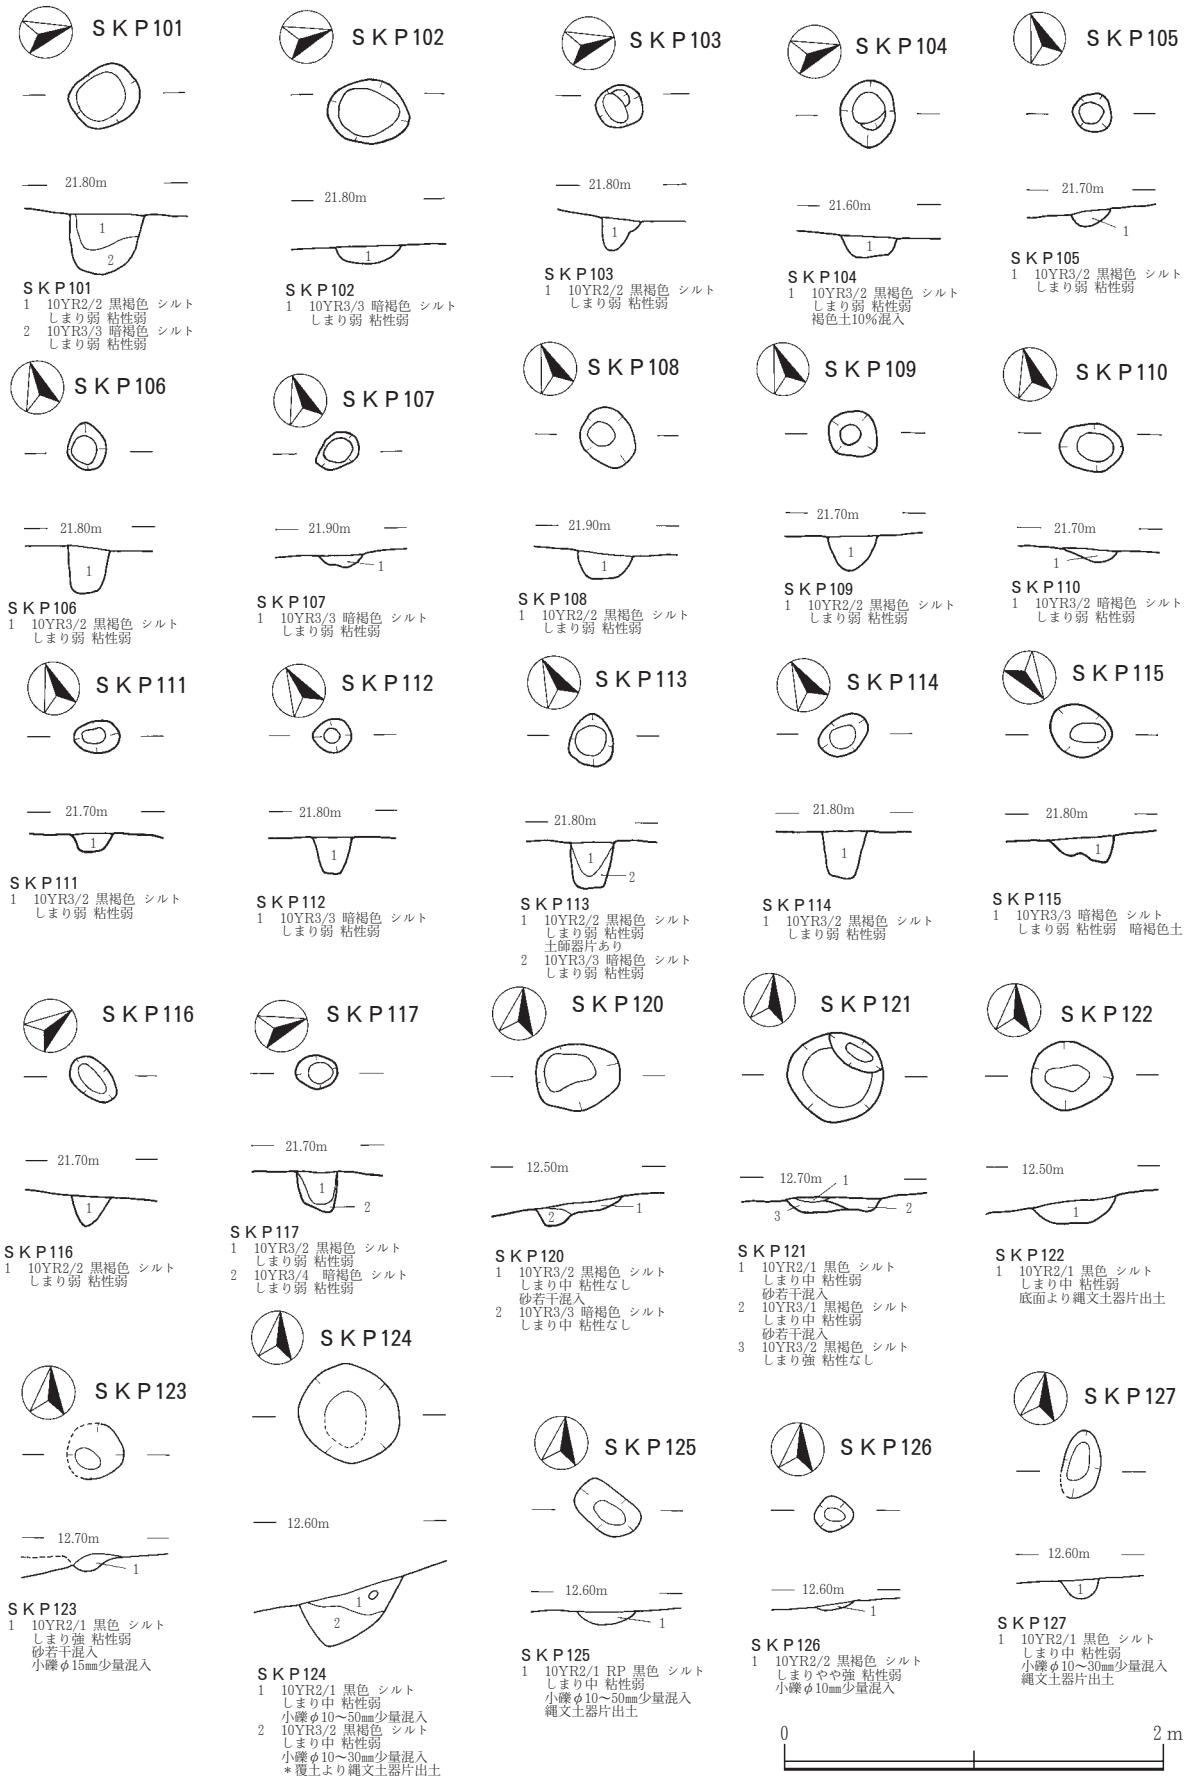 SKP101
21.80m
1
2
SKP101
1 10YR2/2 黒褐色 シルト
しまり弱 粘性弱
2 10YR3/3 暗褐色 シルト
しまり弱 粘性弱
SKP102
21.80m
1
SKP102
1 10YR3/3 暗褐色 シルト
しまり弱 粘性弱
SKP103
21.80m
1
SKP103
1 10YR2/2 黒褐色 シルト
しまり弱 粘性弱
SKP104
21.60m
1
SKP104
1 10YR3/2 黒褐色 シルト
しまり弱 粘性弱
褐色土10%混入
SKP105
21.70m
1
SKP105
1 10YR3/2 黒褐色 シルト
しまり弱 粘性弱
SKP106
21.80m
1
SKP106
1 10YR3/2 黒褐色 シルト
しまり弱 粘性弱
SKP107
21.90m
1
SKP107
1 10YR3/3 暗褐色 シルト
しまり弱 粘性弱
SKP108
21.90m
1
SKP108
1 10YR2/2 黒褐色 シルト
しまり弱 粘性弱
SKP109
21.70m
1
SKP109
1 10YR2/2 黒褐色 シルト
しまり弱 粘性弱
SKP110
21.70m
1
SKP110
1 10YR3/2 暗褐色 シルト
しまり弱 粘性弱
SKP111
21.70m
1
SKP111
1 10YR3/2 黒褐色 シルト
しまり弱 粘性弱
SKP112
21.80m
1
SKP112
1 10YR3/3 暗褐色 シルト
しまり弱 粘性弱
SKP113
21.80m
1
2
SKP113
1 10YR2/2 黒褐色 シルト
しまり弱 粘性弱
土師器片あり
2 10YR3/3 暗褐色 シルト
しまり弱 粘性弱
SKP114
21.80m
1
SKP114
1 10YR3/2 黒褐色 シルト
しまり弱 粘性弱
SKP115
21.80m
1
SKP115
1 10YR3/3 暗褐色 シルト
しまり弱 粘性弱 暗褐色土
SKP116
21.70m
1
SKP116
1 10YR2/2 黒褐色 シルト
しまり弱 粘性弱
SKP117
21.70m
1
2
SKP117
1 10YR3/2 黒褐色 シルト
しまり弱 粘性弱
2 10YR3/4 暗褐色 シルト
しまり弱 粘性弱
SKP120
12.50m
1
2
SKP120
1 10YR3/2 黒褐色 シルト
しまり中 粘性なし
砂若干混入
2 10YR3/3 暗褐色 シルト
しまり中 粘性なし
SKP121
12.70m
1
2
3
SKP121
1 10YR2/1 黒色 シルト
しまり中 粘性弱
砂若干混入
2 10YR3/1 黒褐色 シルト
しまり中 粘性弱
砂若干混入
3 10YR3/2 黒褐色 シルト
しまり強 粘性なし
SKP122
12.50m
1
SKP122
1 10YR2/1 黒色 シルト
しまり中 粘性弱
底面より縄文土器片出土
SKP123
12.70m
1
SKP123
1 10YR2/1 黒色 シルト
しまり強 粘性弱
砂若干混入
小礫φ15㎜少量混入
SKP124
12.60m
1
2
SKP124
1 10YR2/1 黒色 シルト
しまり中 粘性弱
小礫φ10〜50㎜少量混入
2 10YR3/2 黒褐色 シルト
しまり中 粘性弱
小礫φ10〜30㎜少量混入
＊覆土より縄文土器片出土
SKP125
12.60m
1
SKP125
1 10YR2/1 RP 黒色 シルト
しまり中 粘性弱
小礫φ10〜50㎜少量混入
縄文土器片出土
SKP126
12.60m
1
SKP126
1 10YR2/2 黒褐色 シルト
しまりやや強 粘性弱
小礫φ10㎜少量混入
SKP127
12.60m
1
SKP127
1 10YR2/1 黒色 シルト
しまり中 粘性弱
小礫φ10〜30㎜少量混入
縄文土器片出土
0 2m